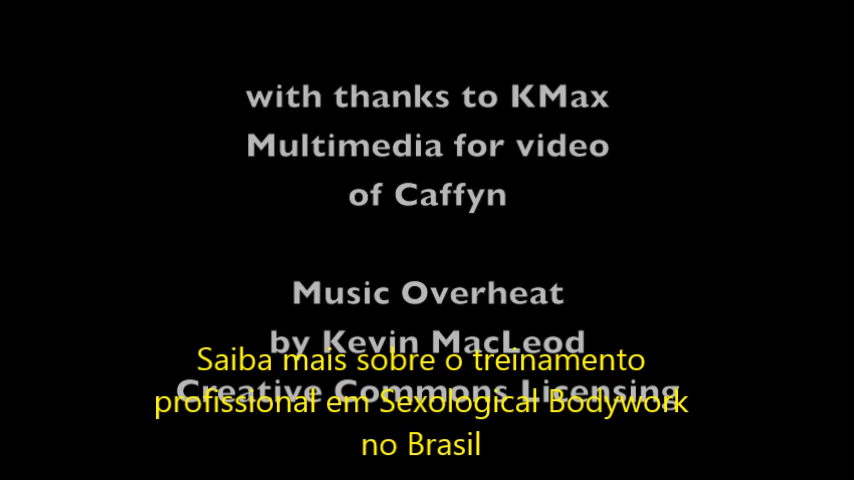 with thanks to KMax
Multimedia for video
of Caffyn
Music Overheat
by Kevin MacLeod
Creative Commons Licensing
Saiba mais sobre o treinamento
profissional em Sexological Bodywork
no Brasil